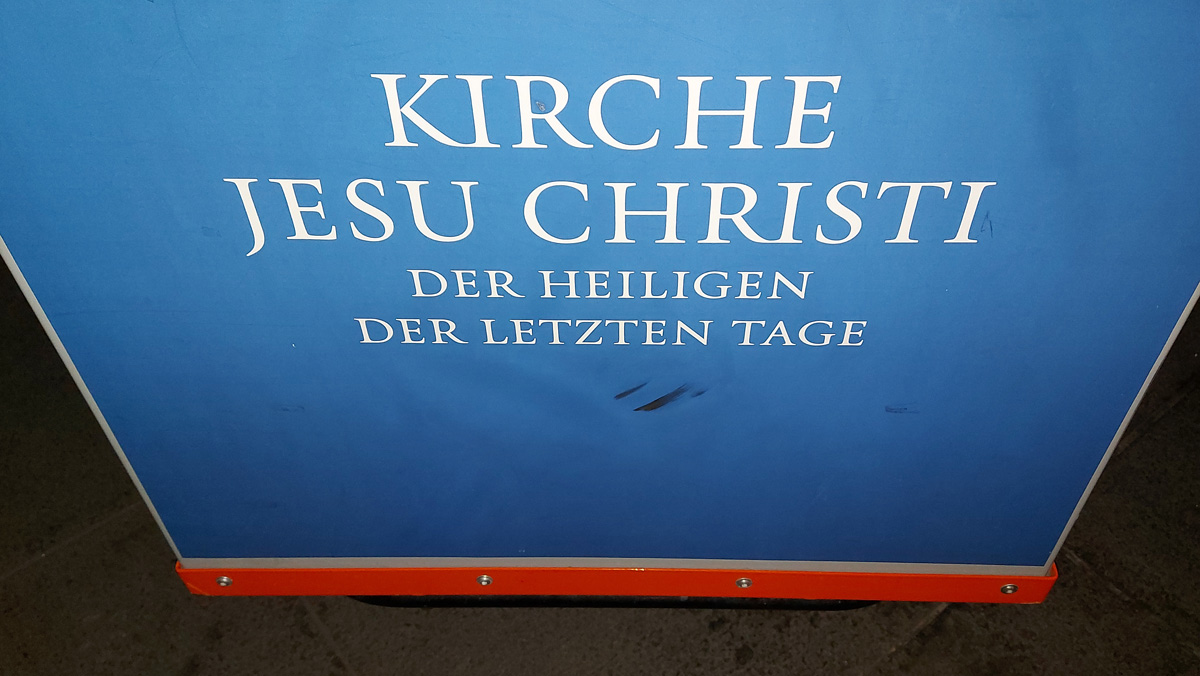 KIRCHE
JESU CHRISTI
DER HEILIGEN
DER LETZTEN TAGE